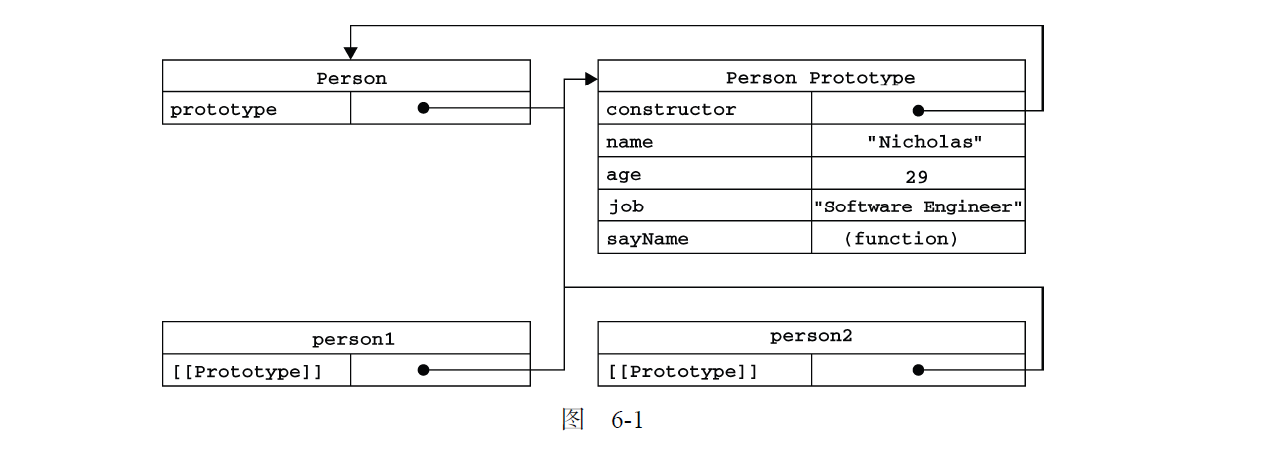 Person
prototype
Person Prototype
constructor
name "Nicholas"
age 29
job "Software Engineer"
sayName (function)
person1
[[Prototype]]
person2
[[Prototype]]
图 6-1